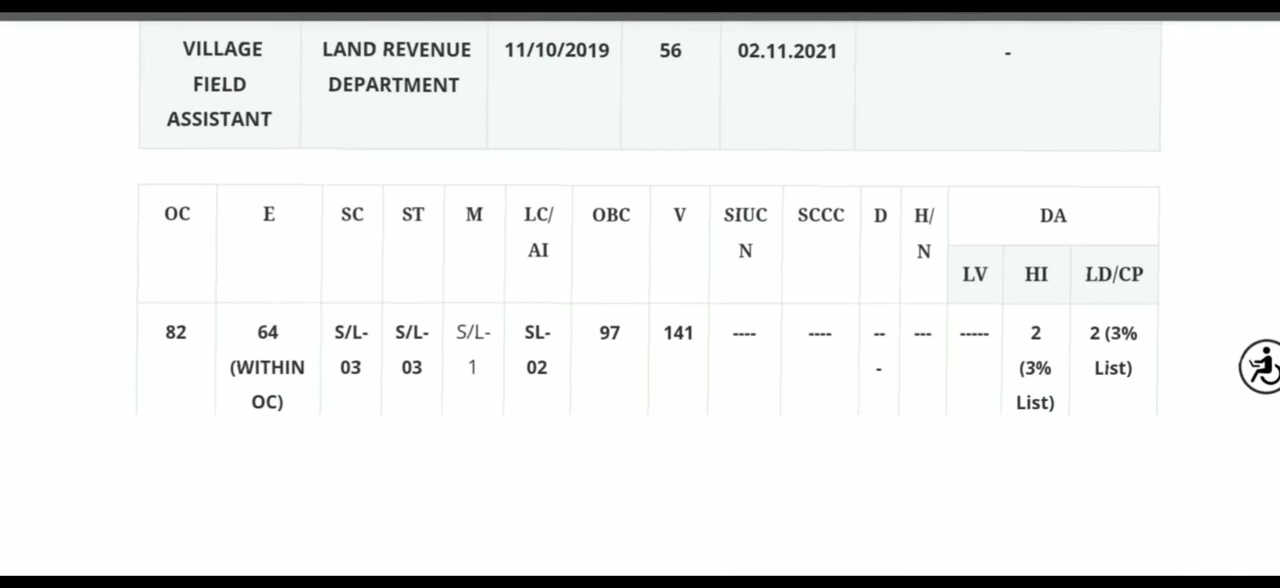 VILLAGE LAND REVENUE 11/10/2019 56 02.11.2021 -
FIELD DEPARTMENT
ASSISTANT
OC E SC ST M LC/ OBC V SIUC SCCC D H/ DA
AI N N
LV HI LD/CP
82 64 S/L- S/L- S/L- SL- 97 141 ---- ---- -- --- ----- 2 2 (3%
(WITHIN 03 03 1 02 - (3% List)
OC) List)